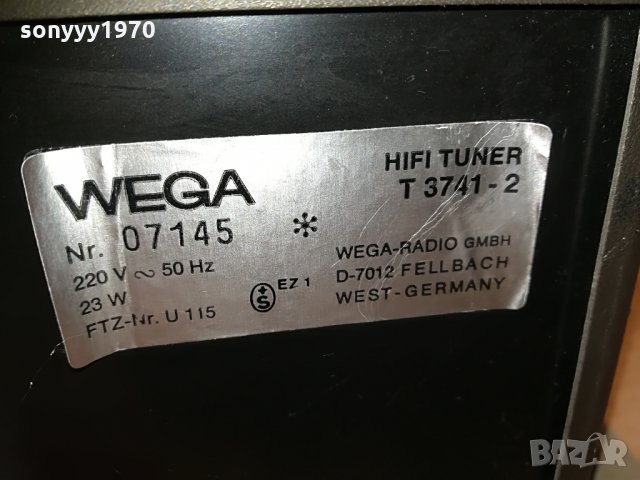 sonyyy1970
WEGA
Nr. 07145
220 V ~ 50 Hz
23 W
FTZ-Nr. U 115
S EZ 1
HIFI TUNER
T 3741-2
WEGA-RADIO GMBH
D-7012 FELLBACH
WEST-GERMANY
BAZAR